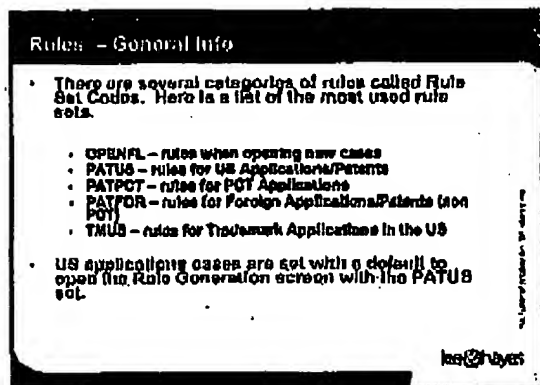 Rules – General Info
• There are several categories of rules called Rule
Set Codes. Here is a list of the most used rule
sets.
• OPENFL – rules when opening new cases
• PATUS – rules for US Applications/Patents
• PATPCT – rules for PCT Applications
• PATFOR – rules for Foreign Applications/Patents (non
PCT)
• TMUS – rules for Trademark Applications in the US
• US applications cases are set with a default to
open the Rule Generation screen with the PATUS
set.
lee&hayes